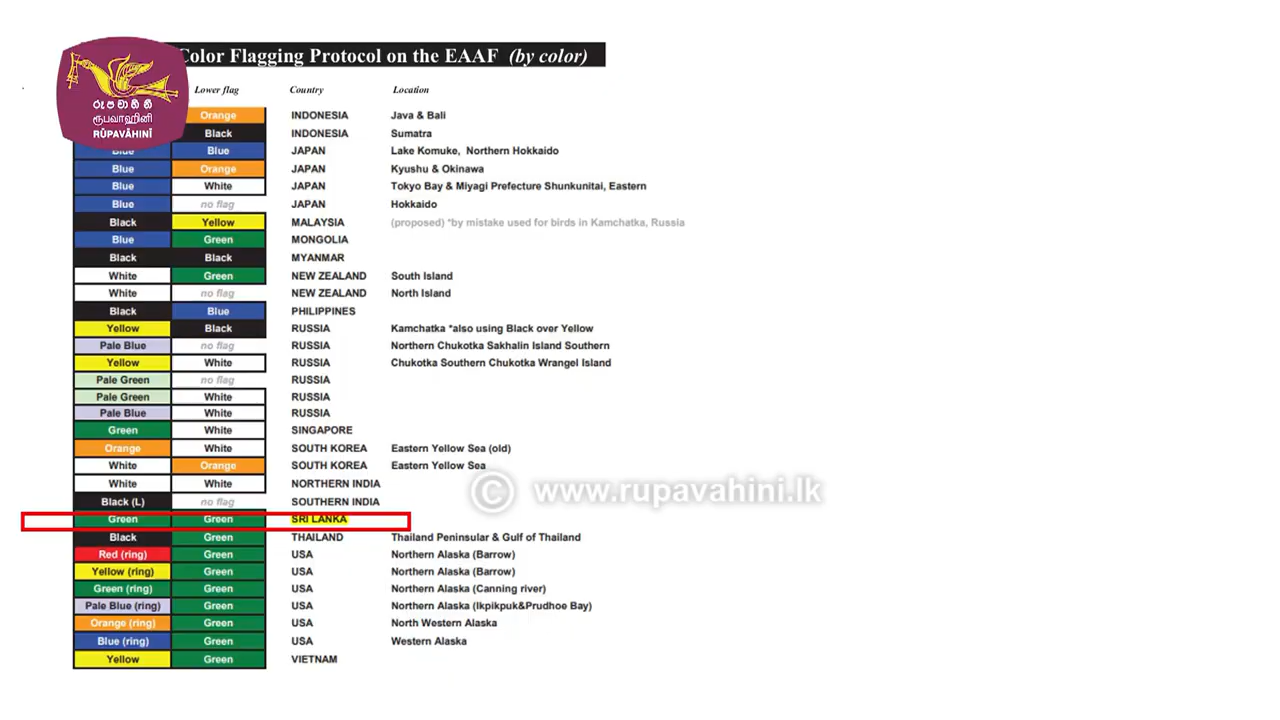 Color Flagging Protocol on the EAAF (by color)
Lower flag Country Location
රූපවාහිනී
ரூபவாஹினி
RŪPAVĀHINĪ
Orange INDONESIA Java & Bali
Black INDONESIA Sumatra
Blue Blue JAPAN Lake Komuke, Northern Hokkaido
Blue Orange JAPAN Kyushu & Okinawa
Blue White JAPAN Tokyo Bay & Miyagi Prefecture Shunkunitai, Eastern
Blue no flag JAPAN Hokkaido
Black Yellow MALAYSIA (proposed) *by mistake used for birds in Kamchatka, Russia
Blue Green MONGOLIA
Black Black MYANMAR
White Green NEW ZEALAND South Island
White no flag NEW ZEALAND North Island
Black Blue PHILIPPINES
Yellow Black RUSSIA Kamchatka *also using Black over Yellow
Pale Blue no flag RUSSIA Northern Chukotka Sakhalin Island Southern
Yellow White RUSSIA Chukotka Southern Chukotka Wrangel Island
Pale Green no flag RUSSIA
Pale Green White RUSSIA
Pale Blue White RUSSIA
Green White SINGAPORE
Orange White SOUTH KOREA Eastern Yellow Sea (old)
White Orange SOUTH KOREA Eastern Yellow Sea
White White NORTHERN INDIA
Black (L) no flag SOUTHERN INDIA
© www.rupavahini.lk
Green Green SRI LANKA
Black Green THAILAND Thailand Peninsular & Gulf of Thailand
Red (ring) Green USA Northern Alaska (Barrow)
Yellow (ring) Green USA Northern Alaska (Barrow)
Green (ring) Green USA Northern Alaska (Canning river)
Pale Blue (ring) Green USA Northern Alaska (Ikpikpuk&Prudhoe Bay)
Orange (ring) Green USA North Western Alaska
Blue (ring) Green USA Western Alaska
Yellow Green VIETNAM